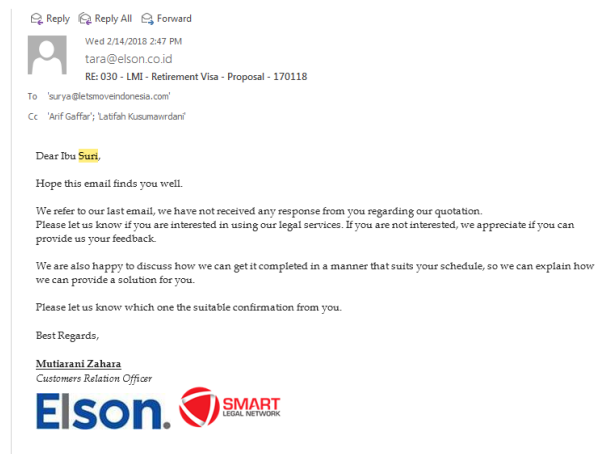 Reply Reply All Forward
Wed 2/14/2018 2:47 PM
tara@elson.co.id
RE: 030 - LMI - Retirement Visa - Proposal - 170118
To 'surya@letsmoveindonesia.com'
Cc 'Arif Gaffar'; 'Latifah Kusumawrdani'
Dear Ibu Suri,
Hope this email finds you well.
We refer to our last email, we have not received any response from you regarding our quotation.
Please let us know if you are interested in using our legal services. If you are not interested, we appreciate if you can
provide us your feedback.
We are also happy to discuss how we can get it completed in a manner that suits your schedule, so we can explain how
we can provide a solution for you.
Please let us know which one the suitable confirmation from you.
Best Regards,
Mutiarani Zahara
Customers Relation Officer
Elson. SMART
LEGAL NETWORK